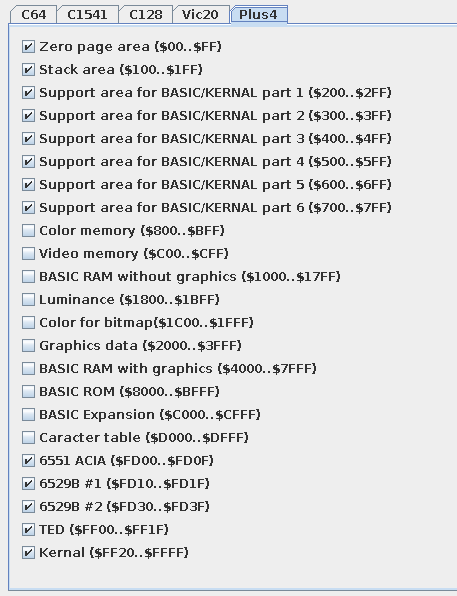 C64 C1541 C128 Vic20 Plus4
Zero page area ($00..$FF)
Stack area ($100..$1FF)
Support area for BASIC/KERNAL part 1 ($200..$2FF)
Support area for BASIC/KERNAL part 2 ($300..$3FF)
Support area for BASIC/KERNAL part 3 ($400..$4FF)
Support area for BASIC/KERNAL part 4 ($500..$5FF)
Support area for BASIC/KERNAL part 5 ($600..$6FF)
Support area for BASIC/KERNAL part 6 ($700..$7FF)
Color memory ($800..$BFF)
Video memory ($C00..$CFF)
BASIC RAM without graphics ($1000..$17FF)
Luminance ($1800..$1BFF)
Color for bitmap($1C00..$1FFF)
Graphics data ($2000..$3FFF)
BASIC RAM with graphics ($4000..$7FFF)
BASIC ROM ($8000..$BFFF)
BASIC Expansion ($C000..$CFFF)
Caracter table ($D000..$DFFF)
6551 ACIA ($FD00..$FD0F)
6529B #1 ($FD10..$FD1F)
6529B #2 ($FD30..$FD3F)
TED ($FF00..$FF1F)
Kernal ($FF20..$FFFF)